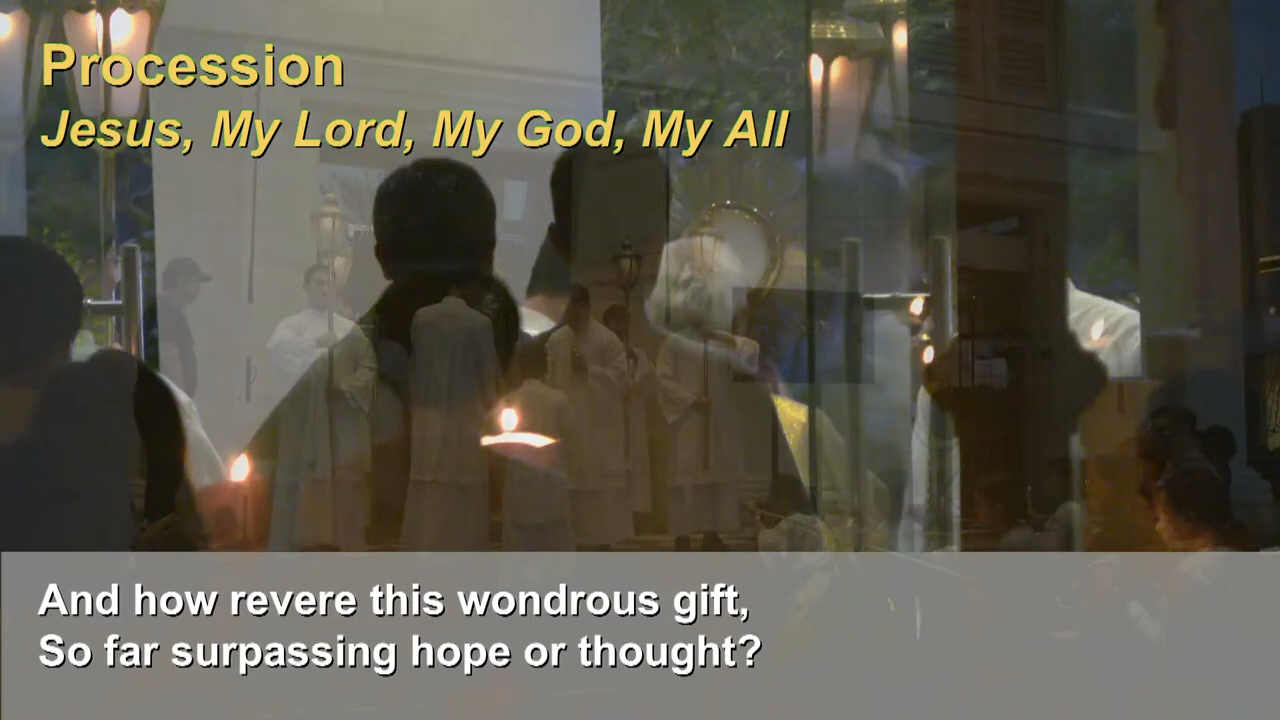 Procession
Jesus, My Lord, My God, My All
And how revere this wondrous gift,
So far surpassing hope or thought?